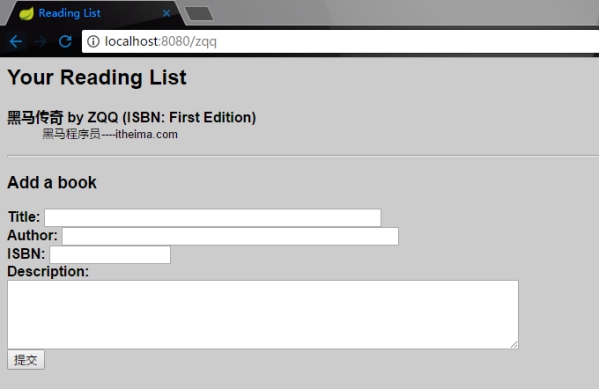 Reading List
localhost:8080/zqq
Your Reading List
黑马传奇 by ZQQ (ISBN: First Edition)
黑马程序员----itheima.com
Add a book
Title:
Author:
ISBN:
Description:
提交